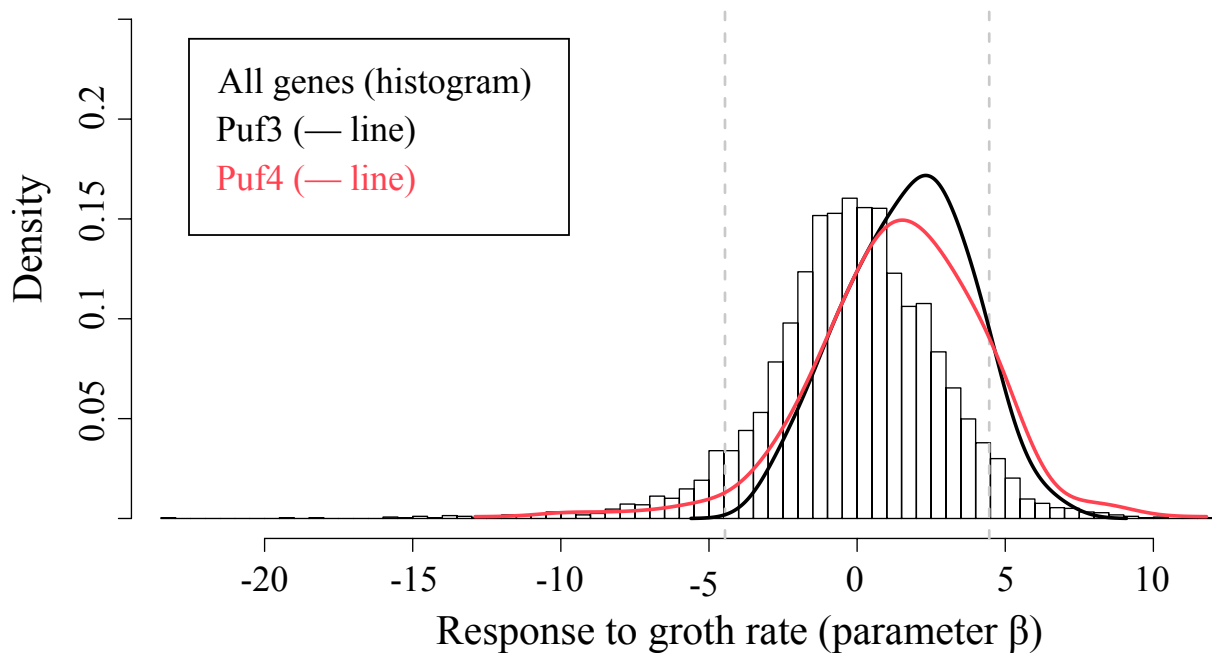 All genes (histogram)
Puf3 (— line)
Puf4 (— line)
Density
0.2
0.15
0.1
0.05
-20 -15 -10 -5 0 5 10
Response to groth rate (parameter β)